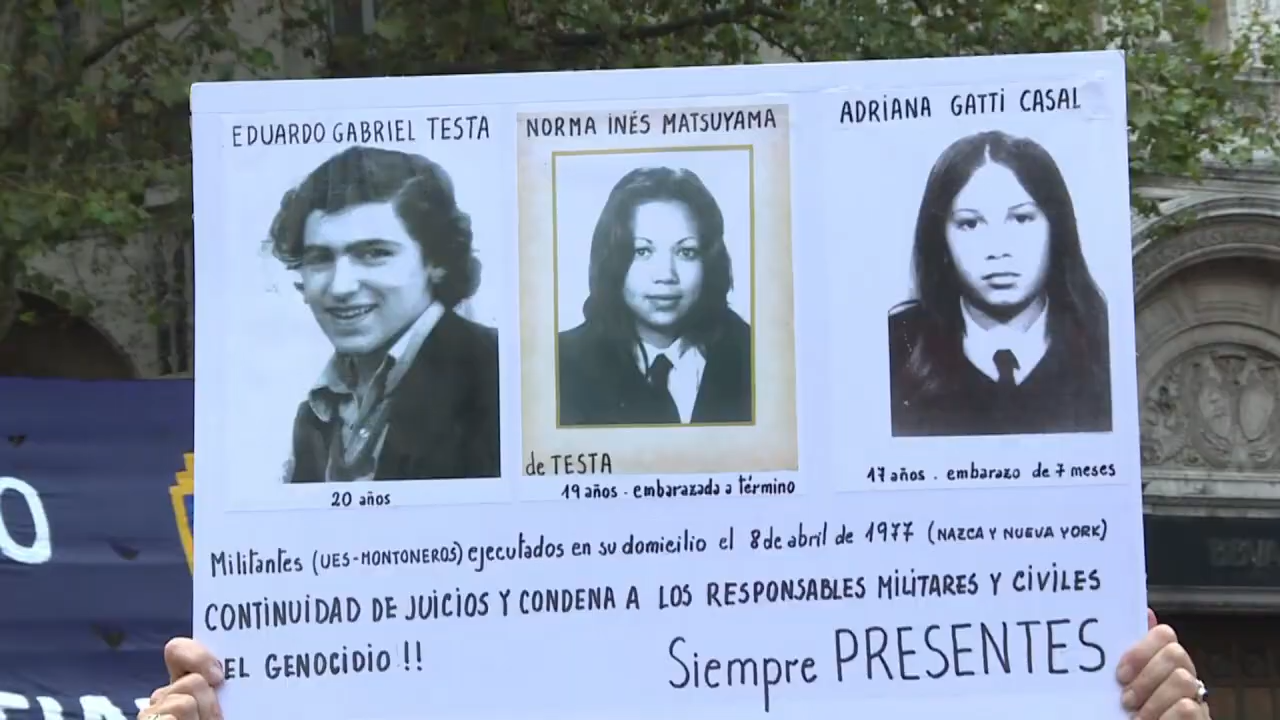 EDUARDO GABRIEL TESTA
NORMA INÉS MATSUYAMA
ADRIANA GATTI CASAL
de TESTA
20 años
19 años - embarazada a término
17 años . embarazo de 7 meses
Militantes (UES-MONTONEROS) ejecutados en su domicilio el 8 de abril de 1977 (NAZCA Y NUEVA YORK)
CONTINUIDAD DE JUICIOS Y CONDENA A LOS RESPONSABLES MILITARES Y CIVILES
DEL GENOCIDIO !!
Siempre PRESENTES